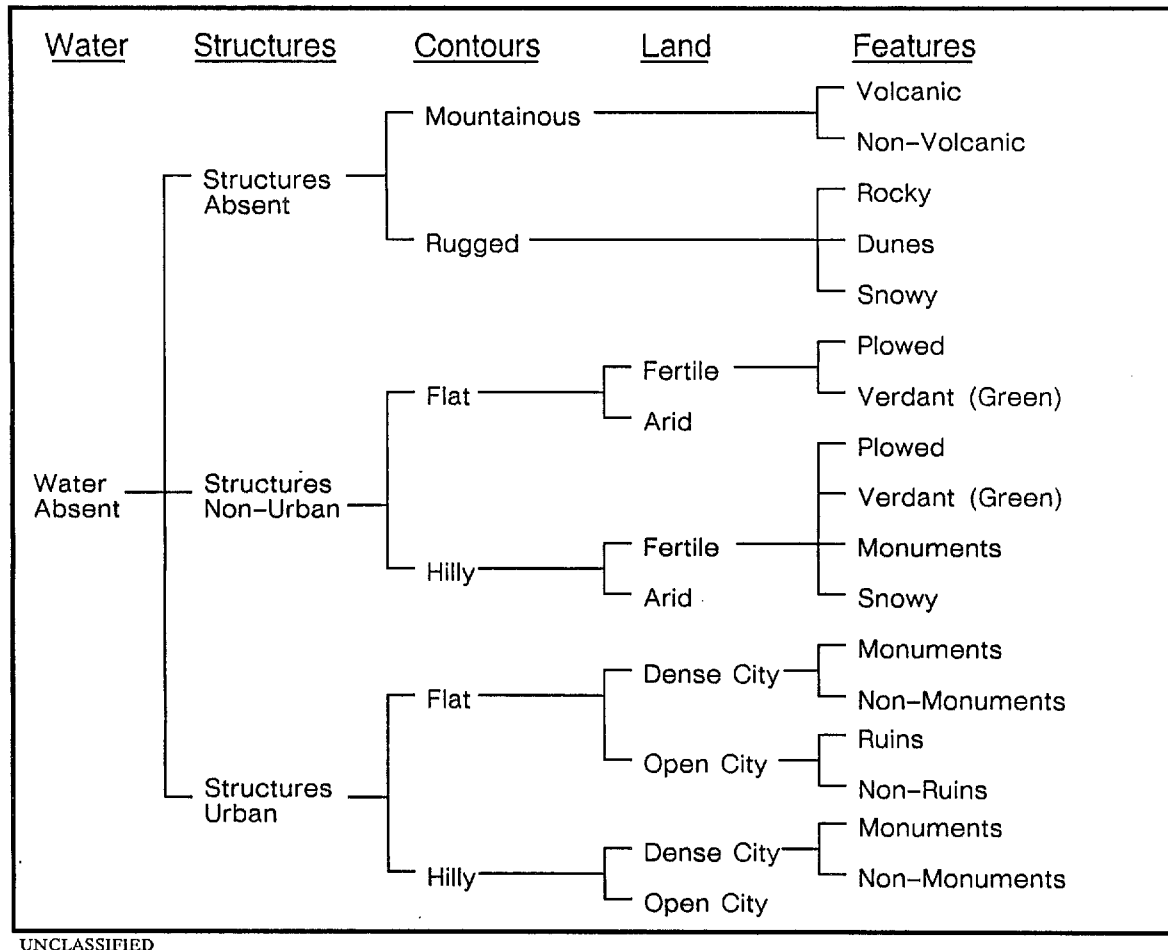 Water Structures Contours Land Features
Volcanic
Mountainous
Non-Volcanic
Structures
Absent
Rocky
Rugged
Dunes
Snowy
Plowed
Fertile
Flat
Verdant (Green)
Arid
Plowed
Water
Absent
Structures
Non-Urban
Verdant (Green)
Fertile
Monuments
Hilly
Arid
Snowy
Monuments
Dense City
Flat
Non-Monuments
Ruins
Open City
Structures
Urban
Non-Ruins
Monuments
Dense City
Hilly
Non-Monuments
Open City
UNCLASSIFIED